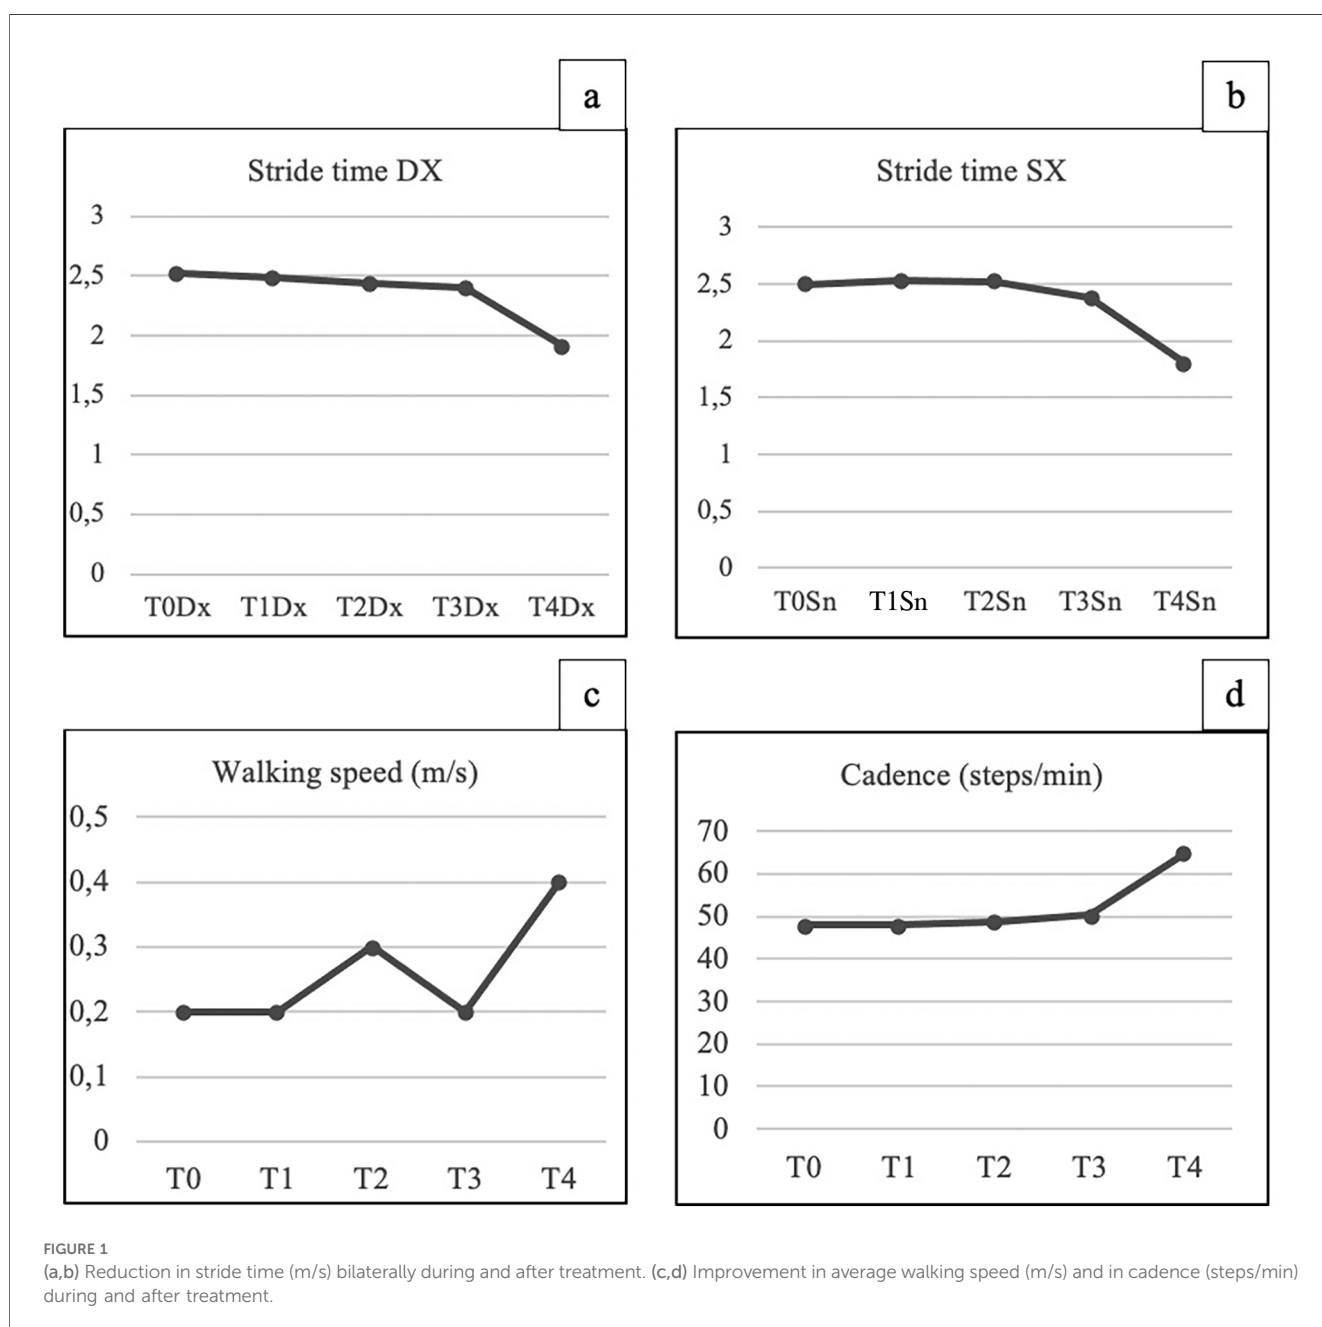 a
Stride time DX
3
2,5
2
1,5
1
0,5
0
T0Dx T1Dx T2Dx T3Dx T4Dx
b
Stride time SX
3
2,5
2
1,5
1
0,5
0
T0Sn T1Sn T2Sn T3Sn T4Sn
c
Walking speed (m/s)
0,5
0,4
0,3
0,2
0,1
0
T0 T1 T2 T3 T4
d
Cadence (steps/min)
70
60
50
40
30
20
10
0
T0 T1 T2 T3 T4
FIGURE 1
(a,b) Reduction in stride time (m/s) bilaterally during and after treatment. (c,d) Improvement in average walking speed (m/s) and in cadence (steps/min)
during and after treatment.